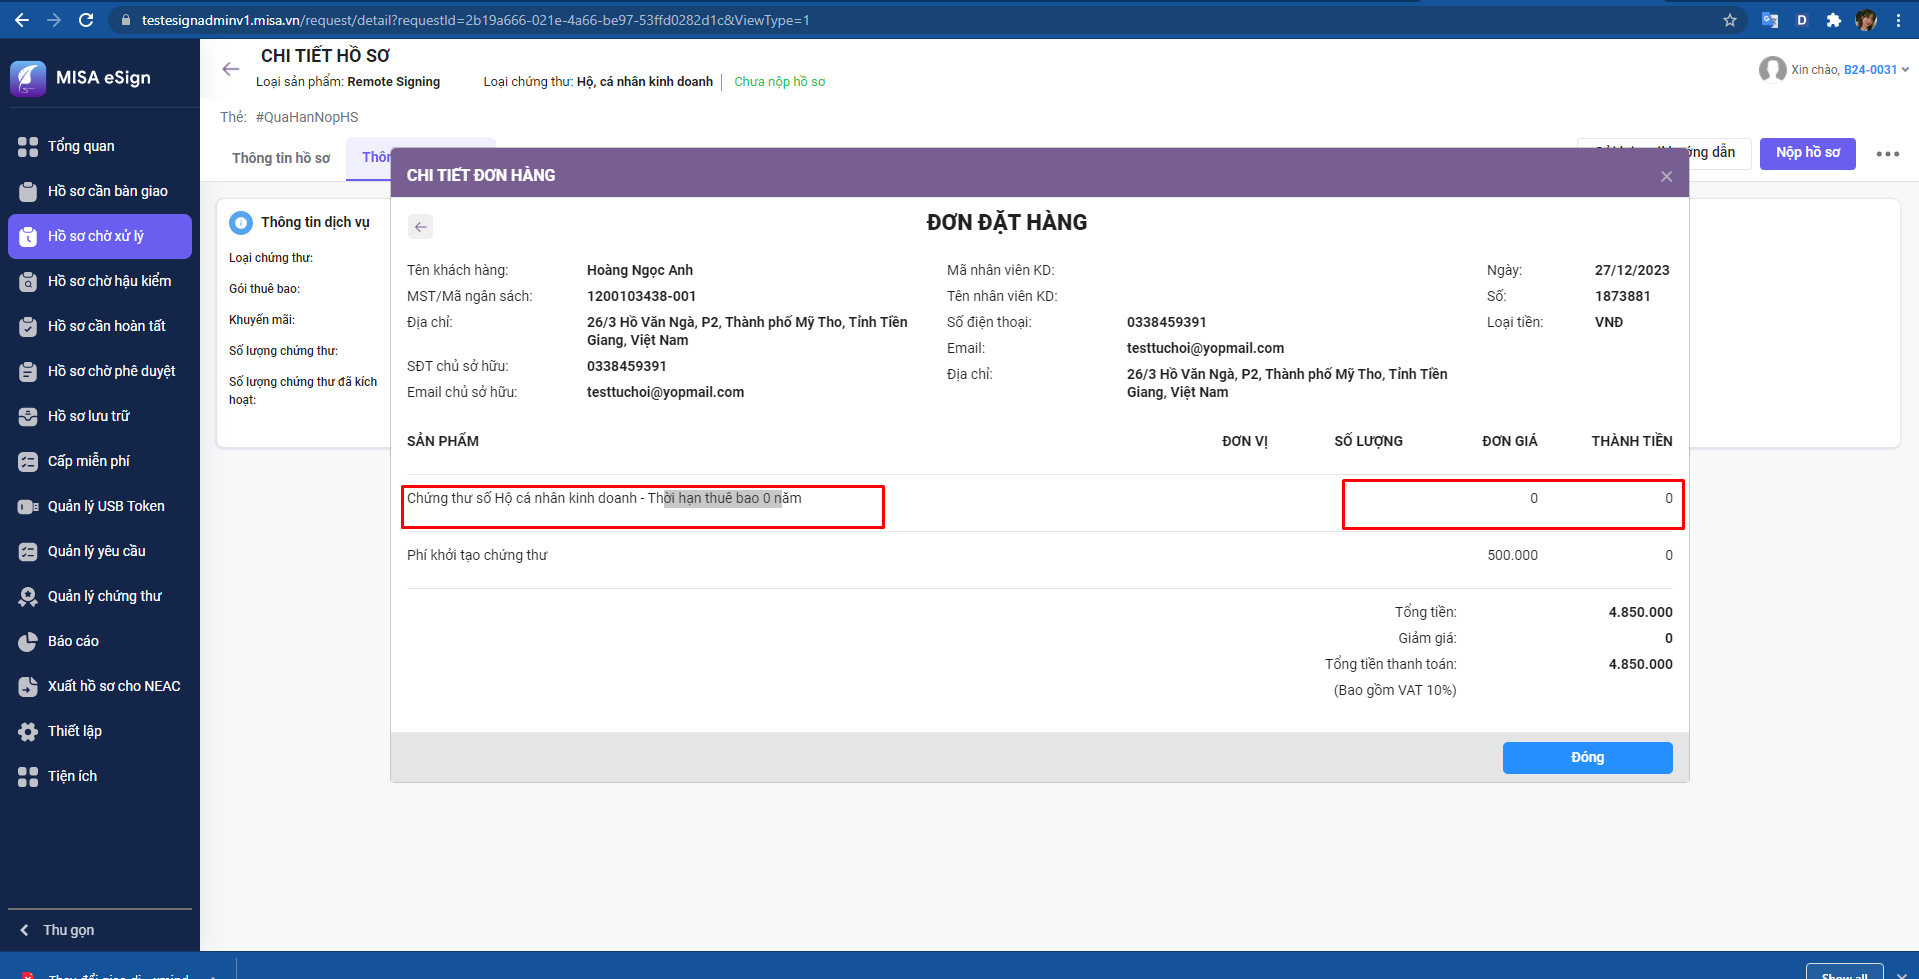 testesignadminv1.misa.vn/request/detail?requestId=2b19a666-021e-4a66-be97-53ffd0282d1c&ViewType=1
MISA eSign
Tổng quan
Hồ sơ cần bàn giao
Hồ sơ chờ xử lý
Hồ sơ chờ hậu kiểm
Hồ sơ cần hoàn tất
Hồ sơ chờ phê duyệt
Hồ sơ lưu trữ
Cấp miễn phí
Quản lý USB Token
Quản lý yêu cầu
Quản lý chứng thư
Báo cáo
Xuất hồ sơ cho NEAC
Thiết lập
Tiện ích
Thu gọn
CHI TIẾT HỒ SƠ
Loại sản phẩm: Remote Signing Loại chứng thư: Hộ, cá nhân kinh doanh Chưa nộp hồ sơ
Xin chào, B24-0031
Thẻ: #QuaHanNopHS
Thông tin hồ sơ
dẫn
Nộp hồ sơ
Thông tin dịch vụ
Loại chứng thư:
Gói thuê bao:
Khuyến mãi:
Số lượng chứng thư:
Số lượng chứng thư đã kích
hoạt:
CHI TIẾT ĐƠN HÀNG
ĐƠN ĐẶT HÀNG
Tên khách hàng: Hoàng Ngọc Anh
MST/Mã ngân sách: 1200103438-001
Địa chỉ: 26/3 Hồ Văn Ngà, P2, Thành phố Mỹ Tho, Tỉnh Tiền
Giang, Việt Nam
SĐT chủ sở hữu: 0338459391
Email chủ sở hữu: testtuchoi@yopmail.com
Mã nhân viên KD:
Tên nhân viên KD:
Số điện thoại: 0338459391
Email: testtuchoi@yopmail.com
Địa chỉ: 26/3 Hồ Văn Ngà, P2, Thành phố Mỹ Tho, Tỉnh Tiền
Giang, Việt Nam
Ngày: 27/12/2023
Số: 1873881
Loại tiền: VNĐ
SẢN PHẨM ĐƠN VỊ SỐ LƯỢNG ĐƠN GIÁ THÀNH TIỀN
Chứng thư số Hộ cá nhân kinh doanh - Thời hạn thuê bao 0 năm 0 0
Phí khởi tạo chứng thư 500.000 0
Tổng tiền: 4.850.000
Giảm giá: 0
Tổng tiền thanh toán: 4.850.000
(Bao gồm VAT 10%)
Đóng
Show all